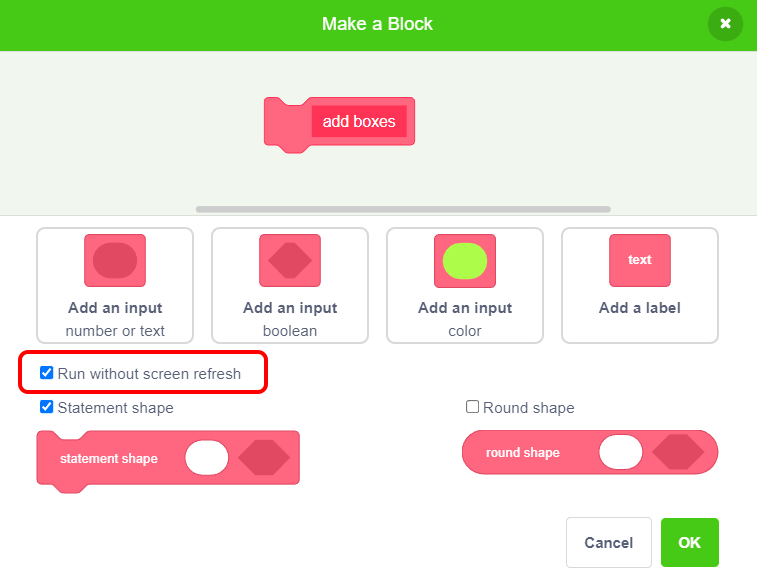 Make a Block
add boxes
Add an input
number or text
Add an input
boolean
Add an input
color
text
Add a label
Run without screen refresh
Statement shape
Round shape
statement shape
round shape
Cancel
OK